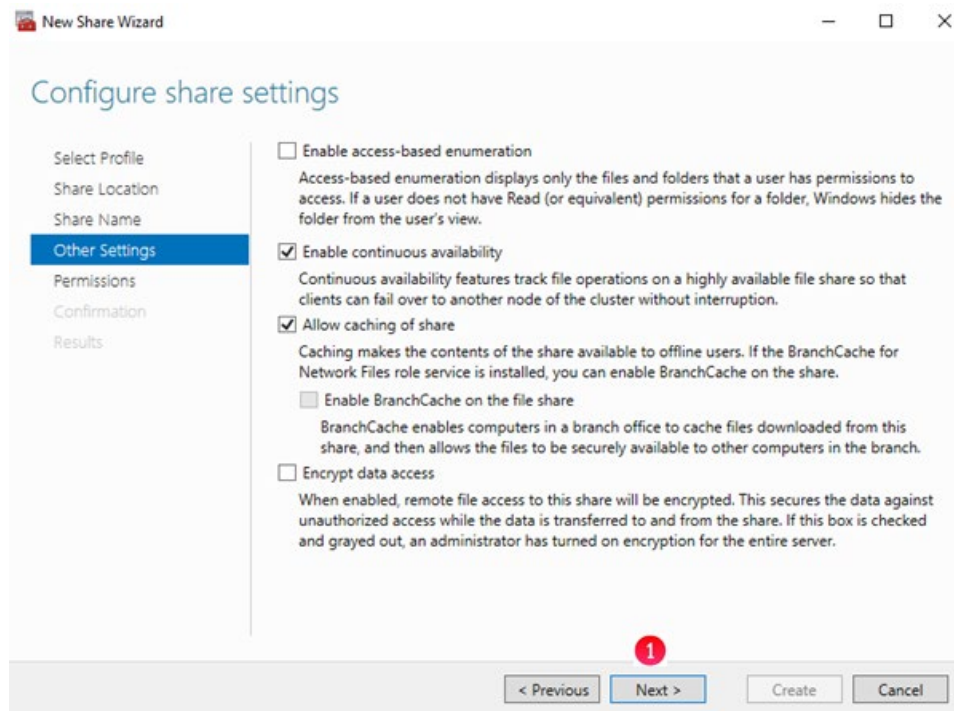 New Share Wizard
Configure share settings
Select Profile
Share Location
Share Name
Other Settings
Permissions
Confirmation
Results
Enable access-based enumeration
Access-based enumeration displays only the files and folders that a user has permissions to
access. If a user does not have Read (or equivalent) permissions for a folder, Windows hides the
folder from the user's view.
Enable continuous availability
Continuous availability features track file operations on a highly available file share so that
clients can fail over to another node of the cluster without interruption.
Allow caching of share
Caching makes the contents of the share available to offline users. If the BranchCache for
Network Files role service is installed, you can enable BranchCache on the share.
Enable BranchCache on the file share
BranchCache enables computers in a branch office to cache files downloaded from this
share, and then allows the files to be securely available to other computers in the branch.
Encrypt data access
When enabled, remote file access to this share will be encrypted. This secures the data against
unauthorized access while the data is transferred to and from the share. If this box is checked
and grayed out, an administrator has turned on encryption for the entire server.
1
< Previous
Next >
Create
Cancel